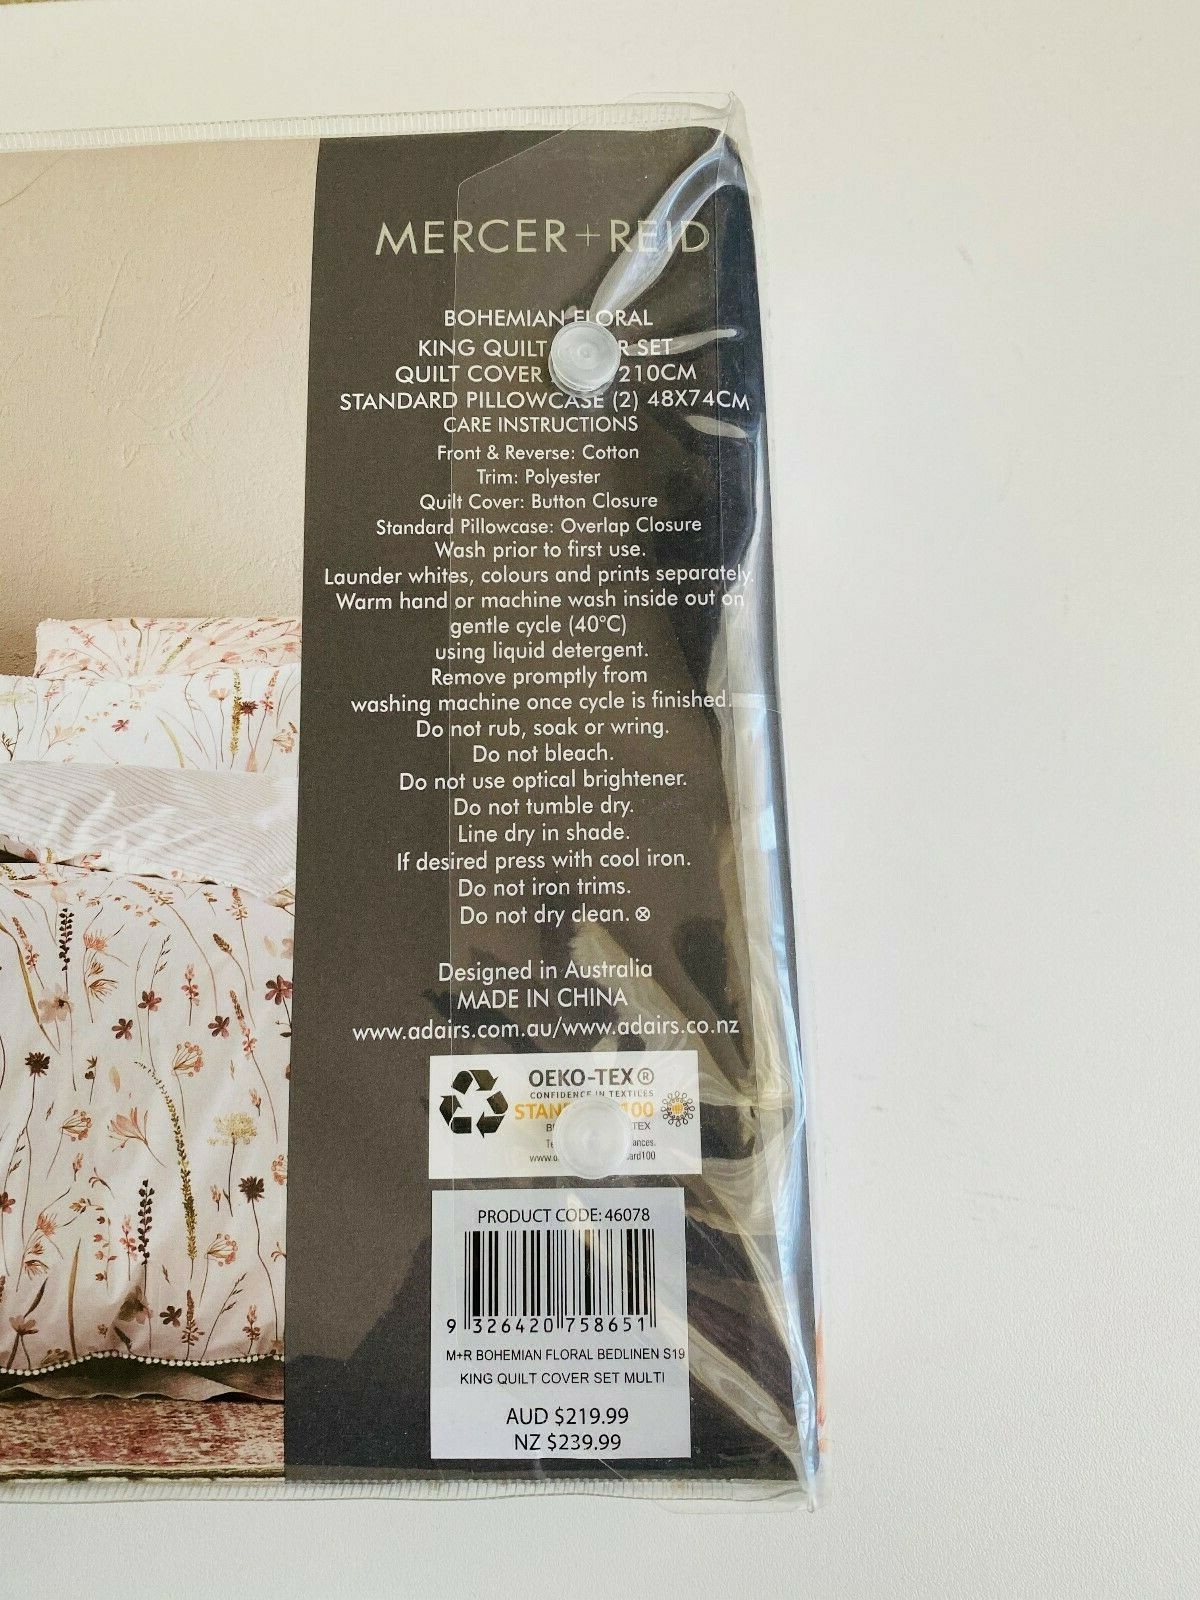 MERCER+REID
BOHEMIAN FLORAL
KING QUILT SET
QUILT COVER 210CM
STANDARD PILLOWCASE (2) 48X74CM
CARE INSTRUCTIONS
Front & Reverse: Cotton
Trim: Polyester
Quilt Cover: Button Closure
Standard Pillowcase: Overlap Closure
Wash prior to first use.
Launder whites, colours and prints separately.
Warm hand or machine wash inside out on
gentle cycle (40°C)
using liquid detergent.
Remove promptly from
washing machine once cycle is finished.
Do not rub, soak or wring.
Do not bleach.
Do not use optical brightener.
Do not tumble dry.
Line dry in shade.
If desired press with cool iron.
Do not iron trims.
Do not dry clean. ⊗
Designed in Australia
MADE IN CHINA
www.adairs.com.au/www.adairs.co.nz
OEKO-TEX®
CONFIDENCE IN TEXTILES
100
PRODUCT CODE: 46078
9 326420 758651
M+R BOHEMIAN FLORAL BEDLINEN S19
KING QUILT COVER SET MULTI
AUD $219.99
NZ $239.99